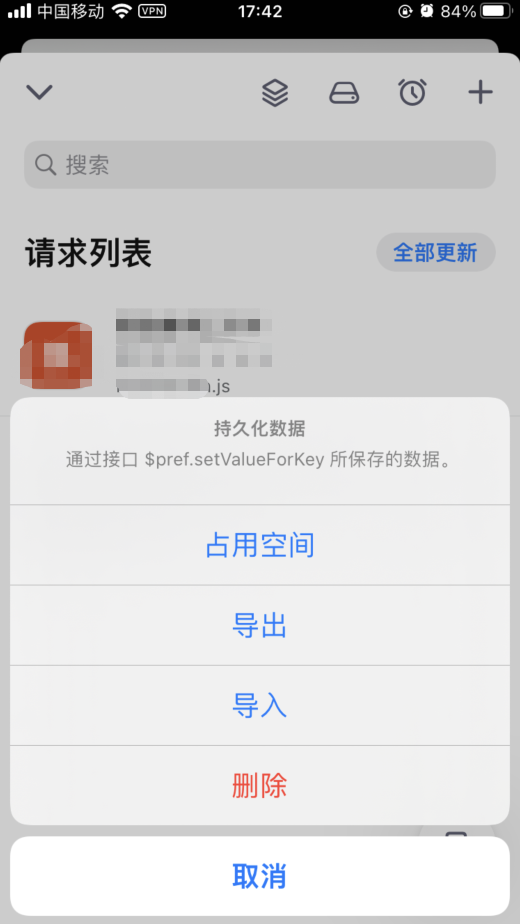 中国移动 VPN 17:42 84%
搜索
请求列表
全部更新
.js
持久化数据
通过接口 $pref.setValueForKey 所保存的数据。
占用空间
导出
导入
删除
取消